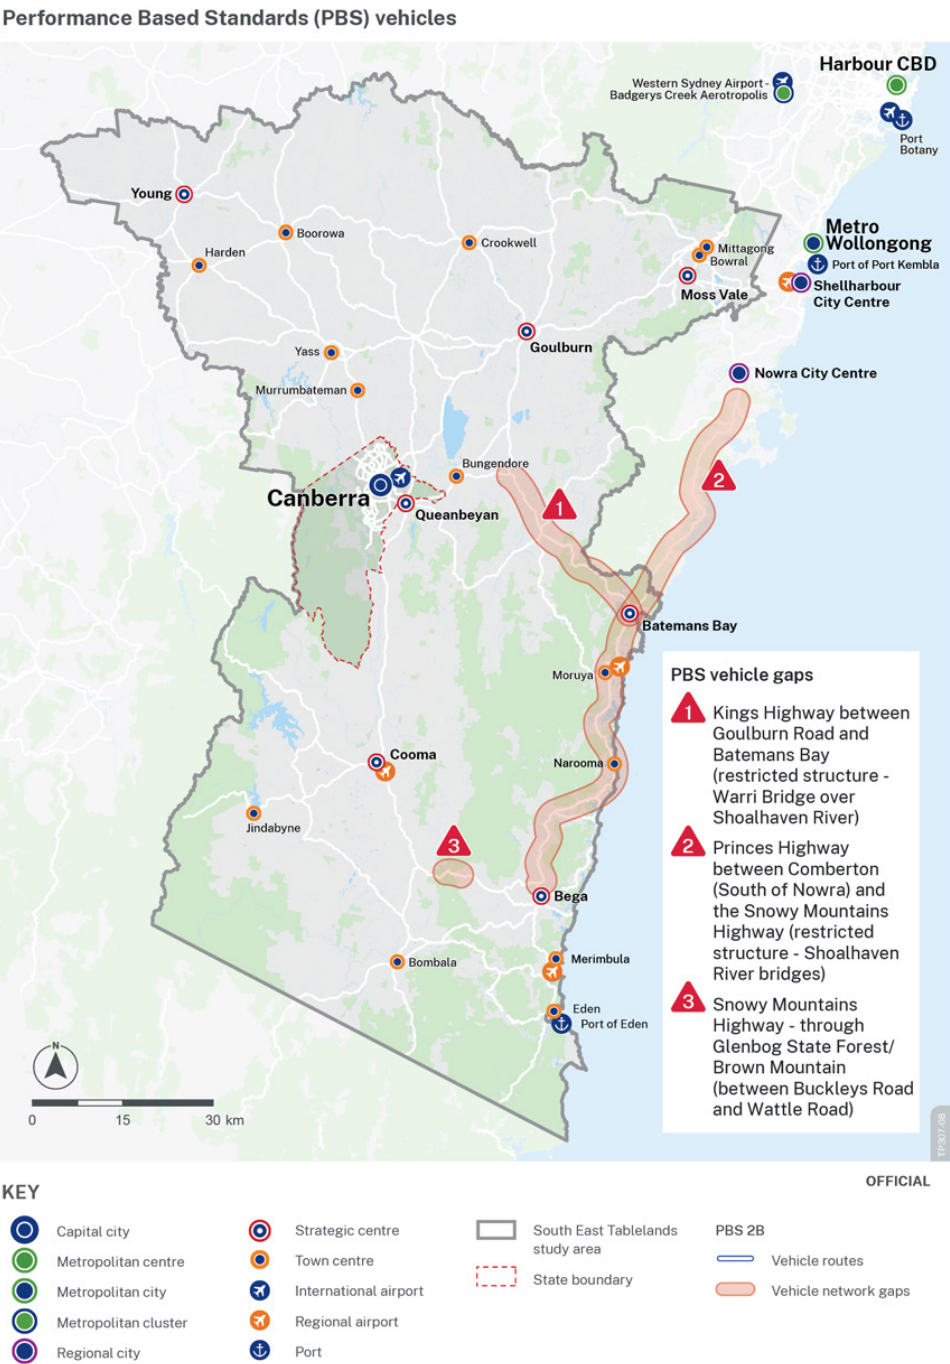 Performance Based Standards (PBS) vehicles
Harbour CBD
Western Sydney Airport -
Badgerys Creek Aerotropolis
Port
Botany
Young
Boorowa
Harden
Crookwell
Mittagong
Bowral
Moss Vale
Metro
Wollongong
Port of Port Kembla
Shellharbour
City Centre
Goulburn
Yass
Murrumbateman
Nowra City Centre
Bungendore
Canberra
Queanbeyan
1
2
Batemans Bay
Moruya
Narooma
Cooma
Jindabyne
3
Bega
Bombala
Merimbula
Eden
Port of Eden
PBS vehicle gaps
1 Kings Highway between
Goulburn Road and
Batemans Bay
(restricted structure -
Warri Bridge over
Shoalhaven River)
2 Princes Highway
between Comberton
(South of Nowra) and
the Snowy Mountains
Highway (restricted
structure - Shoalhaven
River bridges)
3 Snowy Mountains
Highway - through
Glenbog State Forest/
Brown Mountain
(between Buckleys Road
and Wattle Road)
N
0 15 30 km
TP307-08
OFFICIAL
KEY
Capital city
Metropolitan centre
Metropolitan city
Metropolitan cluster
Regional city
Strategic centre
Town centre
International airport
Regional airport
Port
South East Tablelands
study area
State boundary
PBS 2B
Vehicle routes
Vehicle network gaps